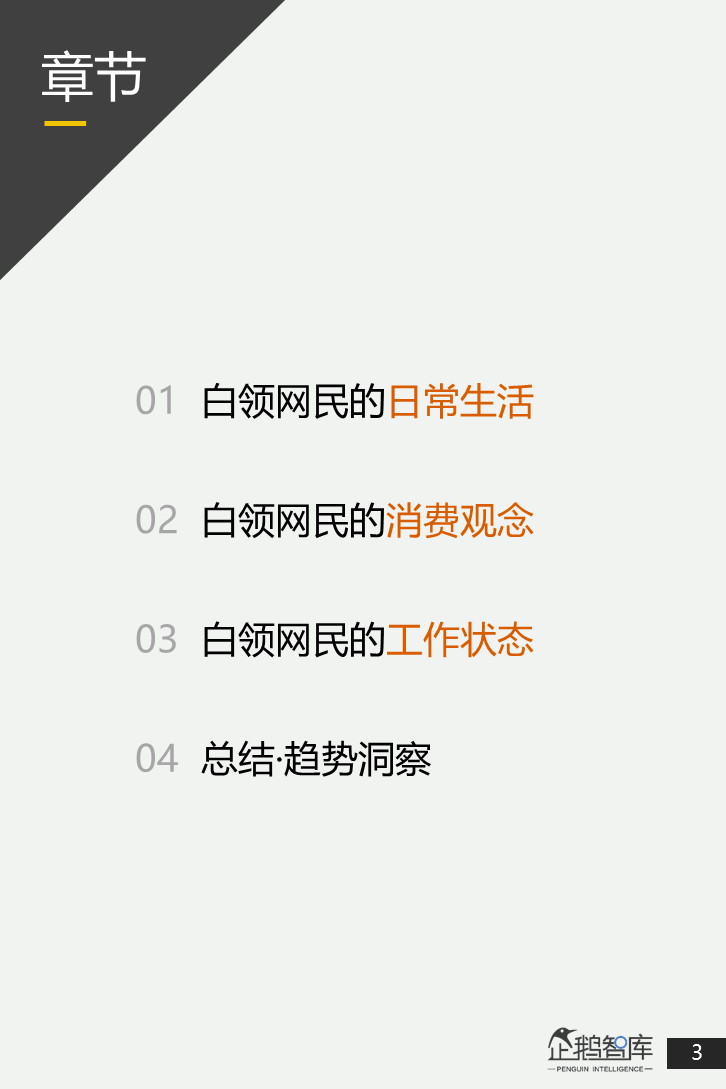 章节
01 白领网民的日常生活
02 白领网民的消费观念
03 白领网民的工作状态
04 总结·趋势洞察
企鹅智库
PENGUIN INTELLIGENCE
3